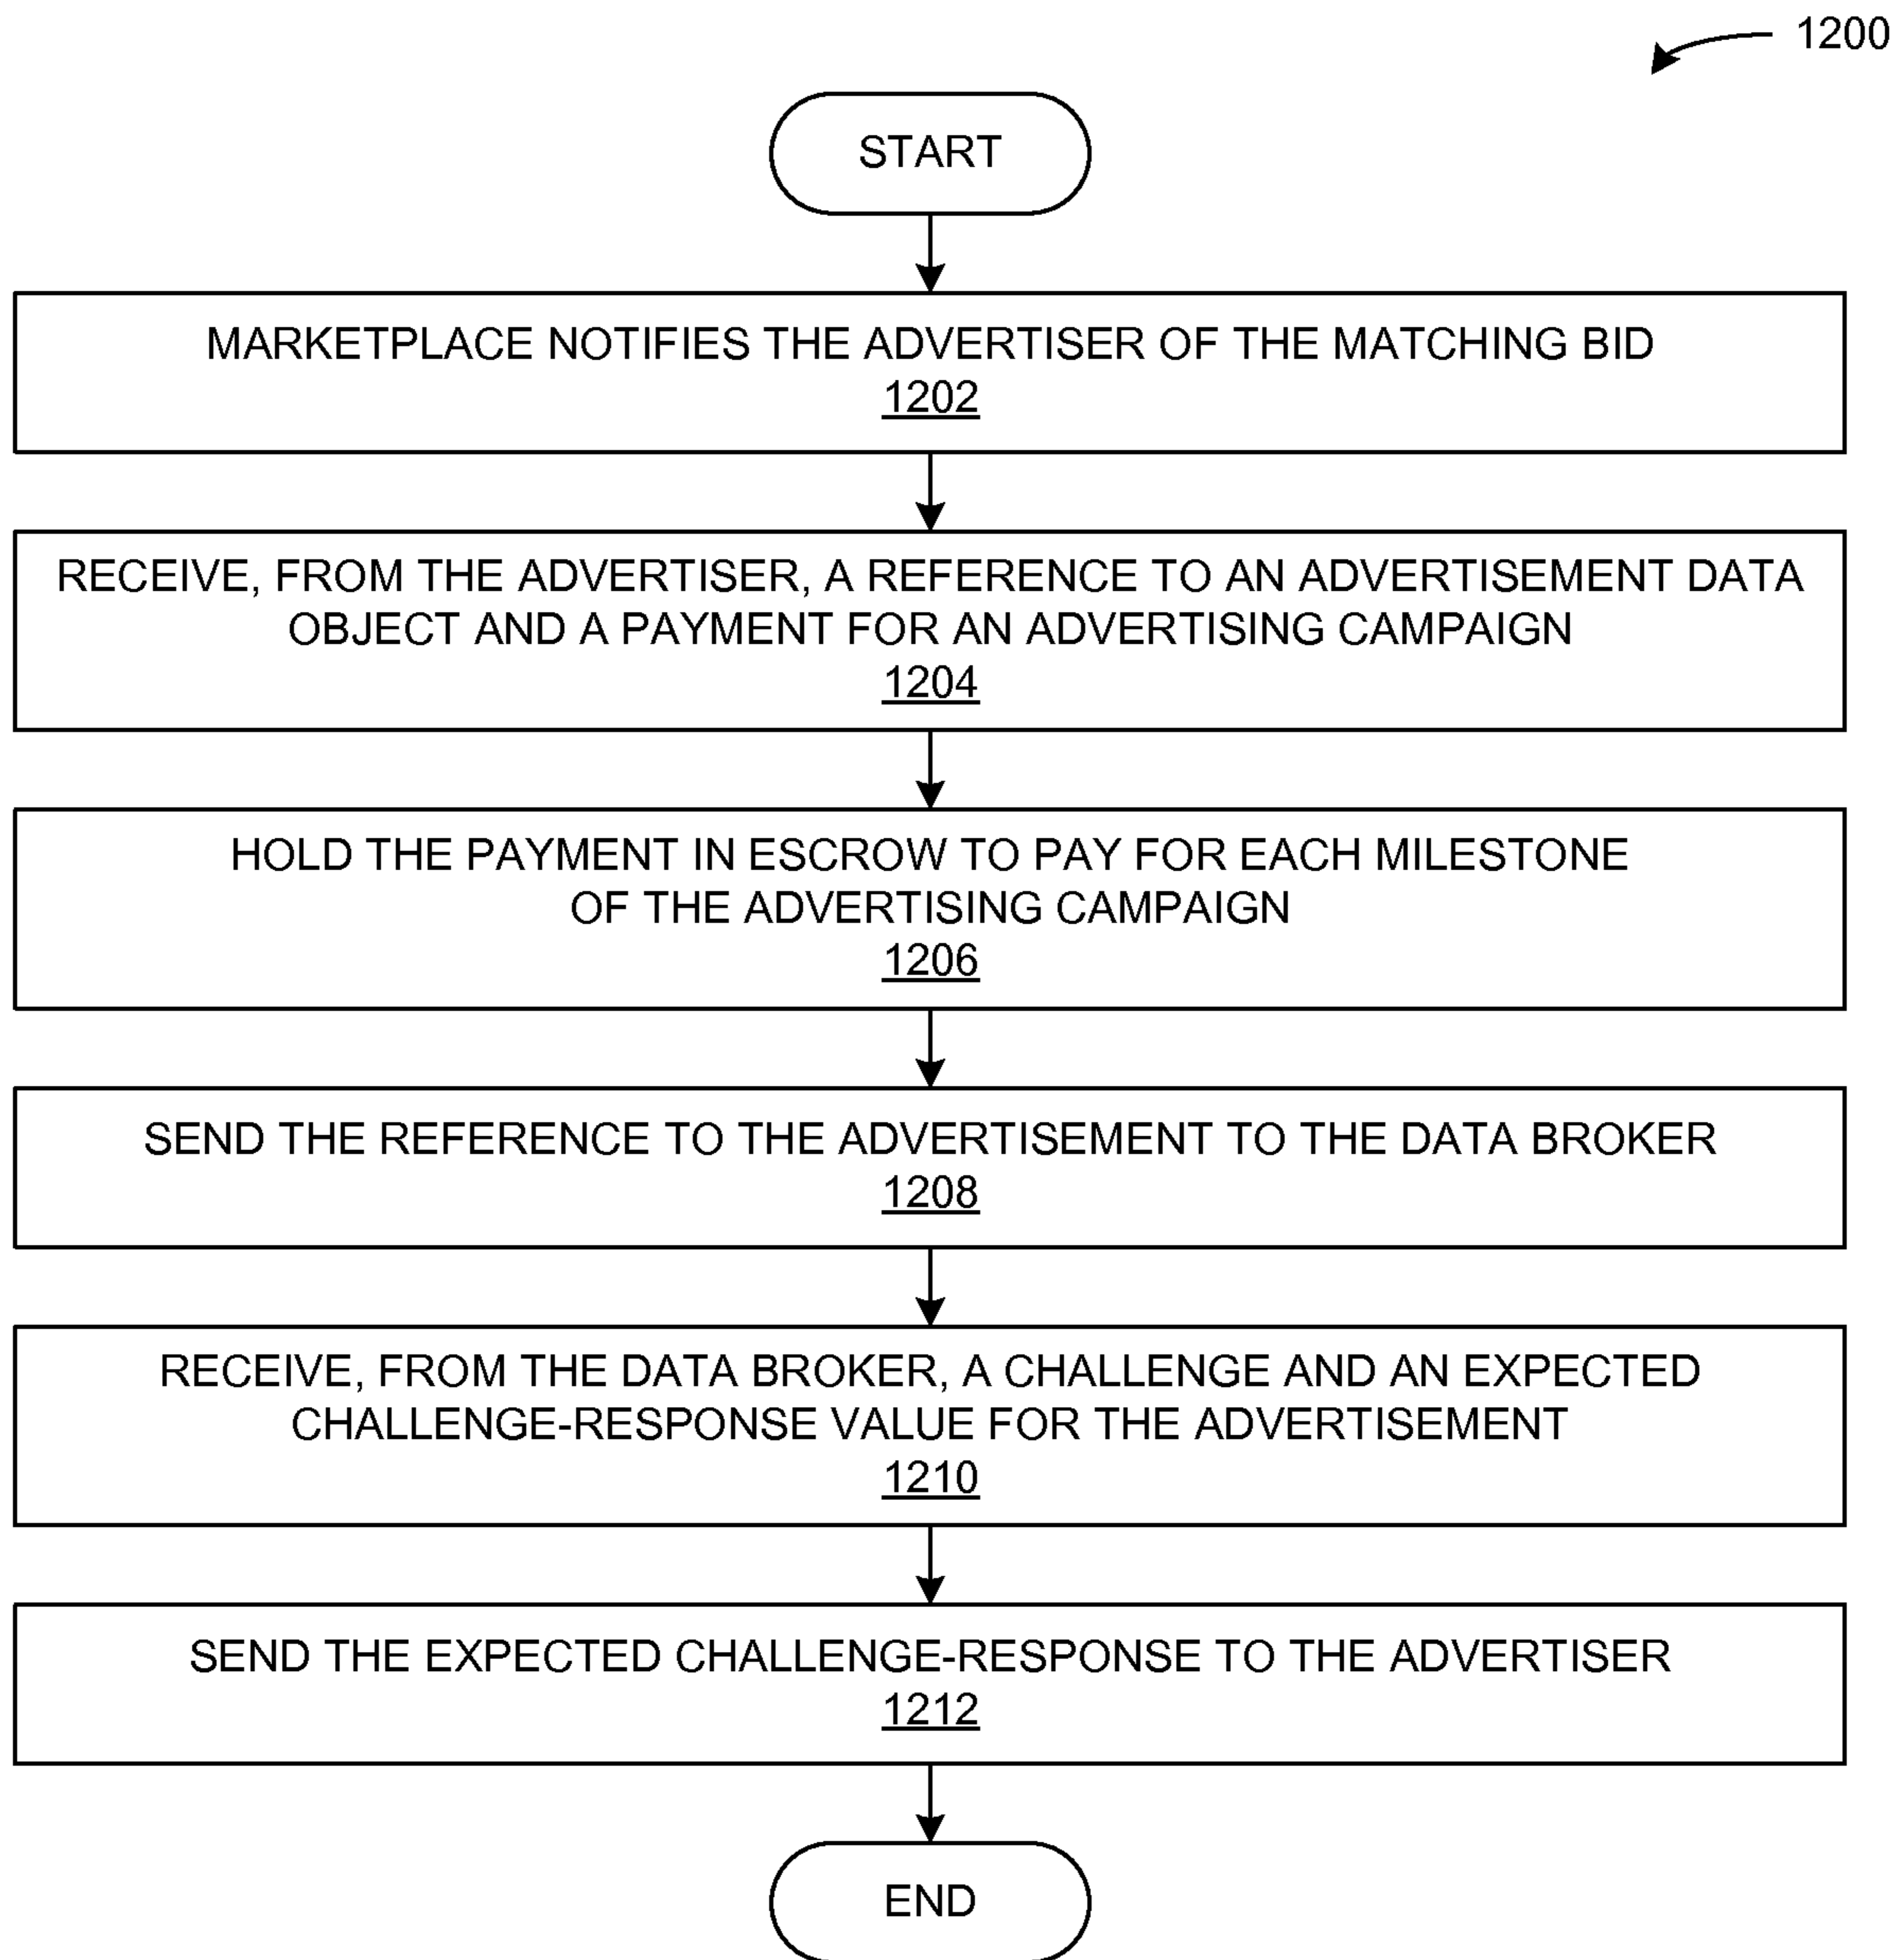 1200
START
MARKETPLACE NOTIFIES THE ADVERTISER OF THE MATCHING BID
1202
RECEIVE, FROM THE ADVERTISER, A REFERENCE TO AN ADVERTISEMENT DATA
OBJECT AND A PAYMENT FOR AN ADVERTISING CAMPAIGN
1204
HOLD THE PAYMENT IN ESCROW TO PAY FOR EACH MILESTONE
OF THE ADVERTISING CAMPAIGN
1206
SEND THE REFERENCE TO THE ADVERTISEMENT TO THE DATA BROKER
1208
RECEIVE, FROM THE DATA BROKER, A CHALLENGE AND AN EXPECTED
CHALLENGE-RESPONSE VALUE FOR THE ADVERTISEMENT
1210
SEND THE EXPECTED CHALLENGE-RESPONSE TO THE ADVERTISER
1212
END